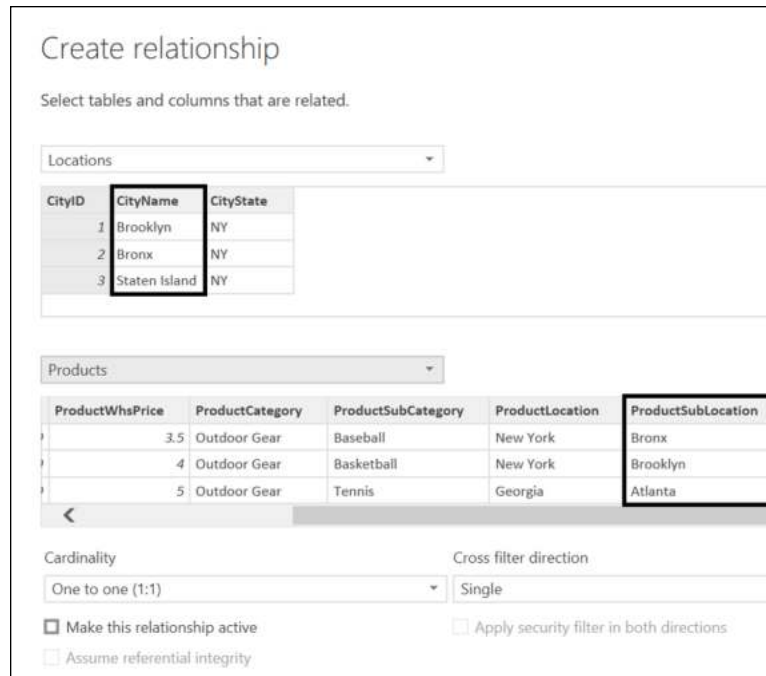 Create relationship
Select tables and columns that are related.
Locations
CityID CityName CityState
1 Brooklyn NY
2 Bronx NY
3 Staten Island NY
Products
ProductWhsPrice ProductCategory ProductSubCategory ProductLocation ProductSubLocation
3.5 Outdoor Gear Baseball New York Bronx
4 Outdoor Gear Basketball New York Brooklyn
5 Outdoor Gear Tennis Georgia Atlanta
Cardinality Cross filter direction
One to one (1:1) Single
Make this relationship active Apply security filter in both directions
Assume referential integrity